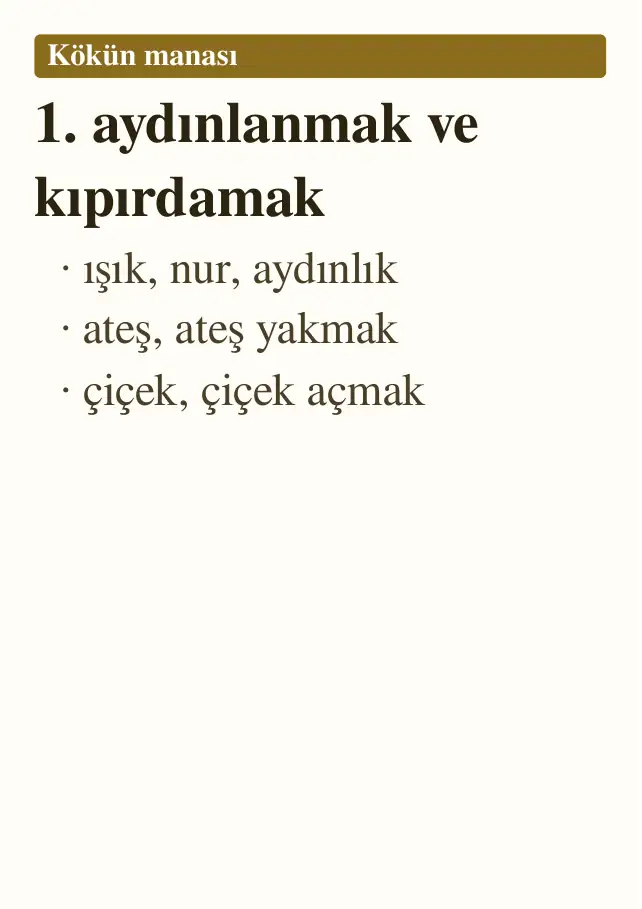 Kökün manası
1. aydınlanmak ve
kıpırdamak
· ışık, nur, aydınlık
· ateş, ateş yakmak
· çiçek, çiçek açmak